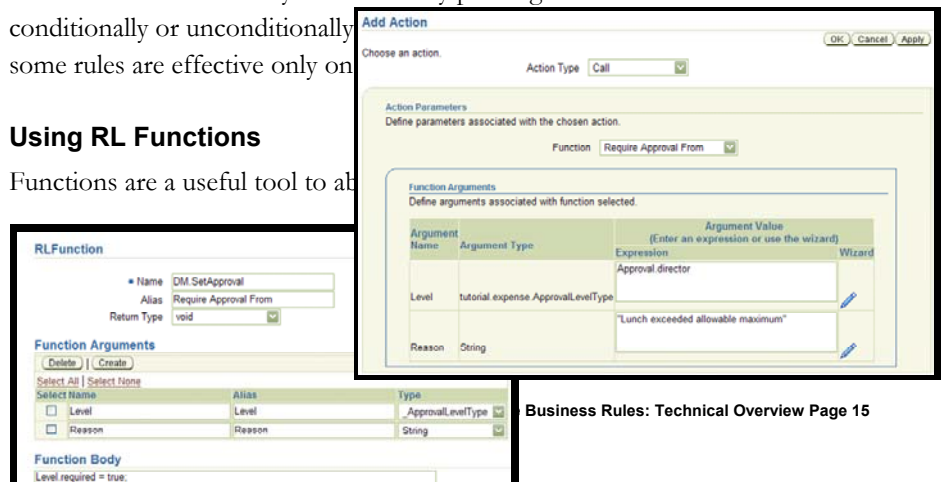 conditionally or unconditionally
some rules are effective only on
Using RL Functions
Functions are a useful tool to ab
Add Action
OK Cancel Apply
Choose an action.
Action Type Call
Action Parameters
Define parameters associated with the chosen action.
Function Require Approval From
Function Arguments
Define arguments associated with function selected.
Argument Name Argument Type Argument Value
(Enter an expression or use the wizard)
Expression Wizard
Approval.director
Level tutorial.expense.ApprovalLevelType
"Lunch exceeded allowable maximum"
Reason String
RLFunction
Name DM.SetApproval
Alias Require Approval From
Return Type void
Function Arguments
Delete | Create
Select All | Select None
Select Name Alias Type
Level Level _ApprovalLevelType
Reason Reason String
Function Body
Level.required = true;
Business Rules: Technical Overview Page 15